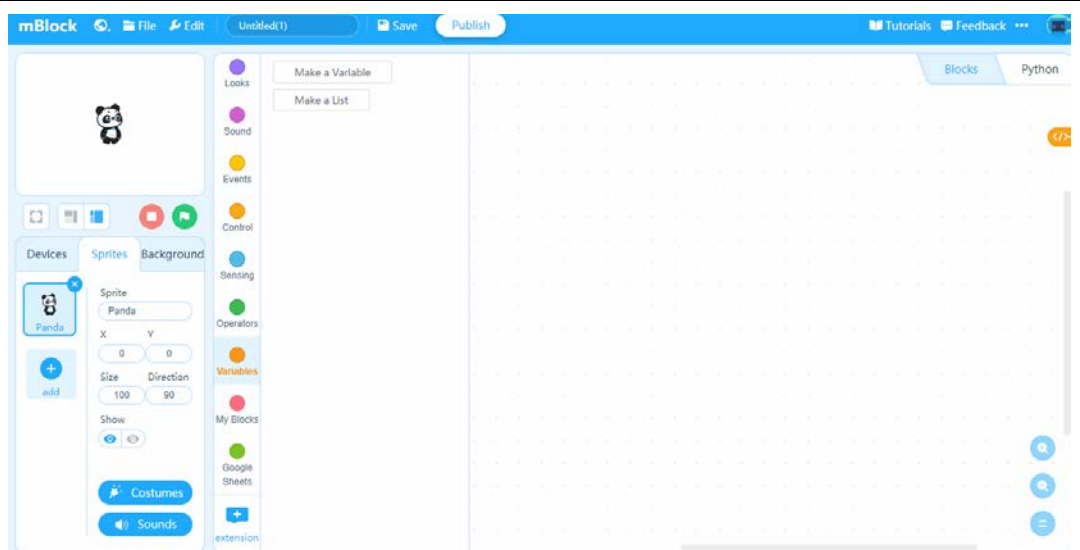 mBlock File Edit Untitled(1) Save Publish Tutorials Feedback
Looks
Sound
Events
Control
Sensing
Operators
Variables
My Blocks
Google
Sheets
extension
Make a Variable
Make a List
Blocks Python
Devices Sprites Background
Panda
add
Sprite
Panda
X Y
0 0
Size Direction
100 90
Show
Costumes
Sounds